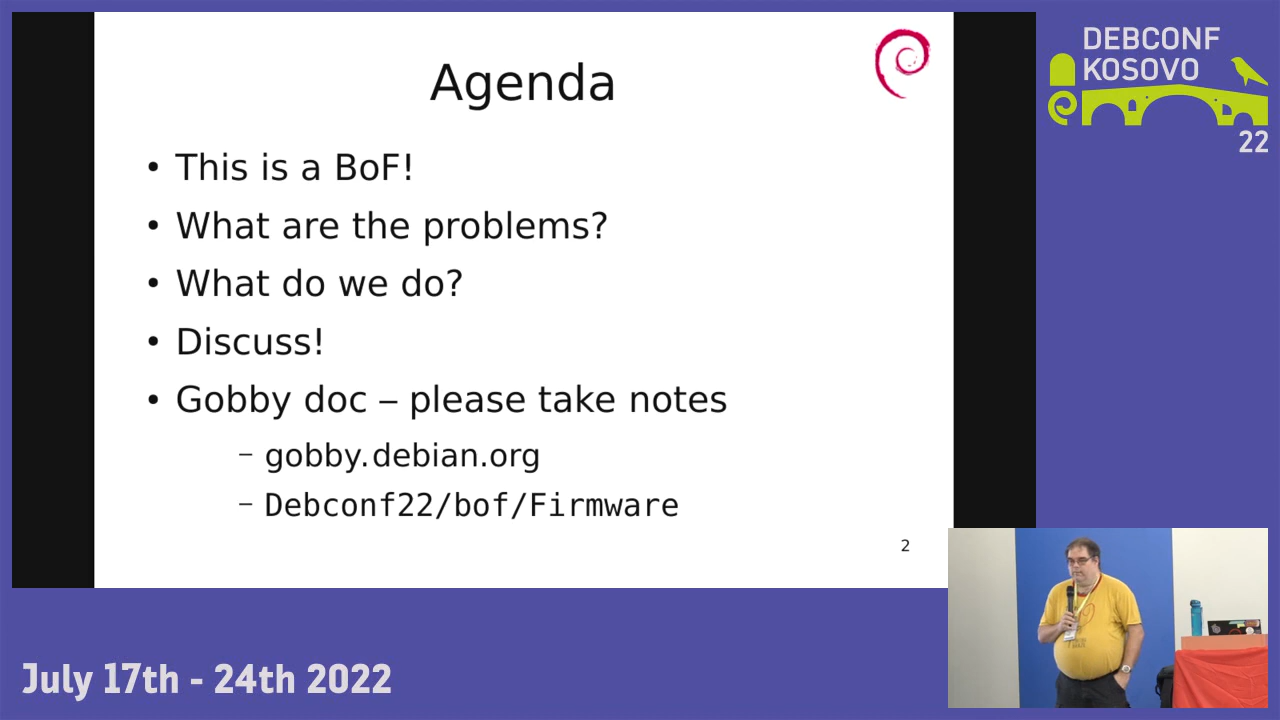 Agenda
• This is a BoF!
• What are the problems?
• What do we do?
• Discuss!
• Gobby doc – please take notes
– gobby.debian.org
– Debconf22/bof/Firmware
2
DEBCONF
KOSOVO
22
July 17th - 24th 2022